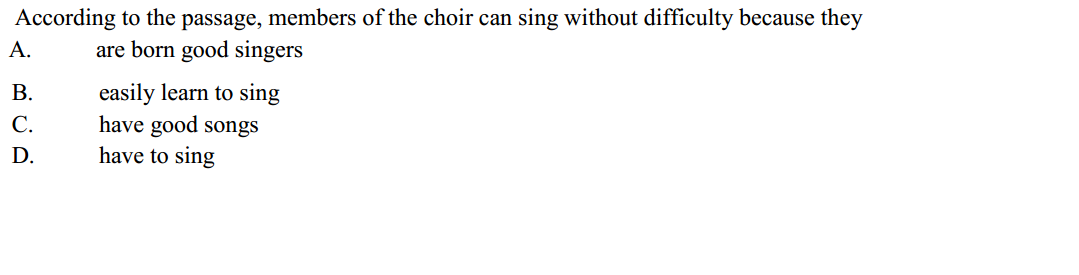 According to the passage, members of the choir can sing without difficulty because they
A. are born good singers
B. easily learn to sing
C. have good songs
D. have to sing